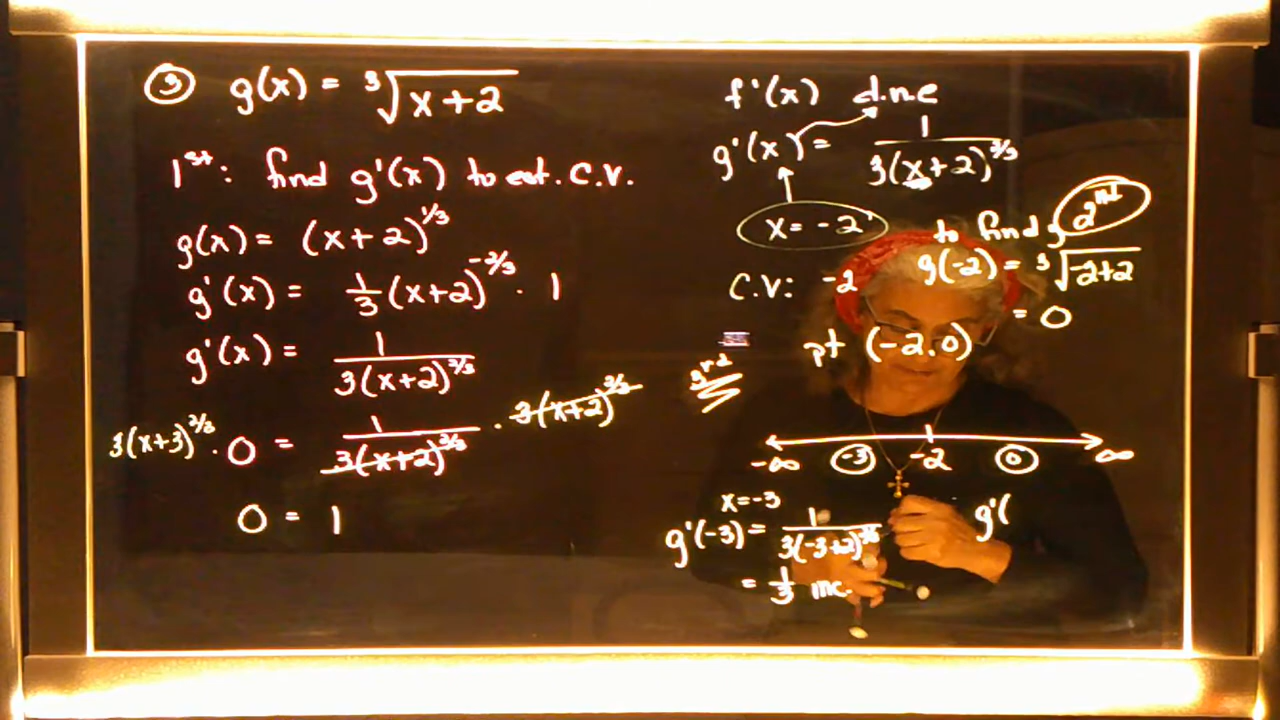 ③ g(x) = ∛(x+2)
1st: find g'(x) to est. C.V.
g(x) = (x+2)^1/3
g'(x) = 1/3 (x+2)^-2/3 · 1
g'(x) = 1/3(x+2)^2/3
3(x+3)^2/3 · 0 = 1/3(x+2)^2/3 · 3(x+2)^2/3
0 = 1
f'(x) d.n.e
g'(x) = 1/3(x+2)^2/3
x = -2
C.V: -2
2nd
to find y
g(-2) = ∛(-2+2)
= 0
pt (-2,0)
3rd
-∞ -3 -2 0 ∞
x=-3
g'(-3) = 1/3(-3+2)^2/3
= 1/3 inc.
g'(